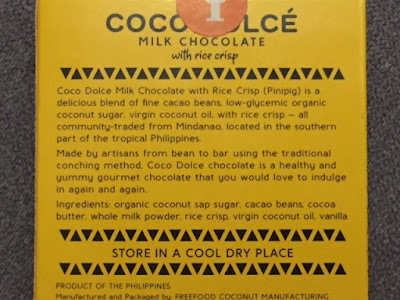 COCO DOLCÉ
MILK CHOCOLATE
with rice crisp
Coco Dolce Milk Chocolate with Rice Crisp (Pinipig) is a
delicious blend of fine cacao beans, low-glycemic organic
coconut sugar, virgin coconut oil, with rice crisp – all
community-traded from Mindanao, located in the southern
part of the tropical Philippines.
Made by artisans from bean to bar using the traditional
conching method, Coco Dolce chocolate is a healthy and
yummy gourmet chocolate that you would love to indulge
in again and again.
Ingredients: organic coconut sap sugar, cacao beans, cocoa
butter, whole milk powder, rice crisp, virgin coconut oil, vanilla
STORE IN A COOL DRY PLACE
PRODUCT OF THE PHILIPPINES
Manufactured and Packaged by: FREEFOOD COCONUT MANUFACTURING